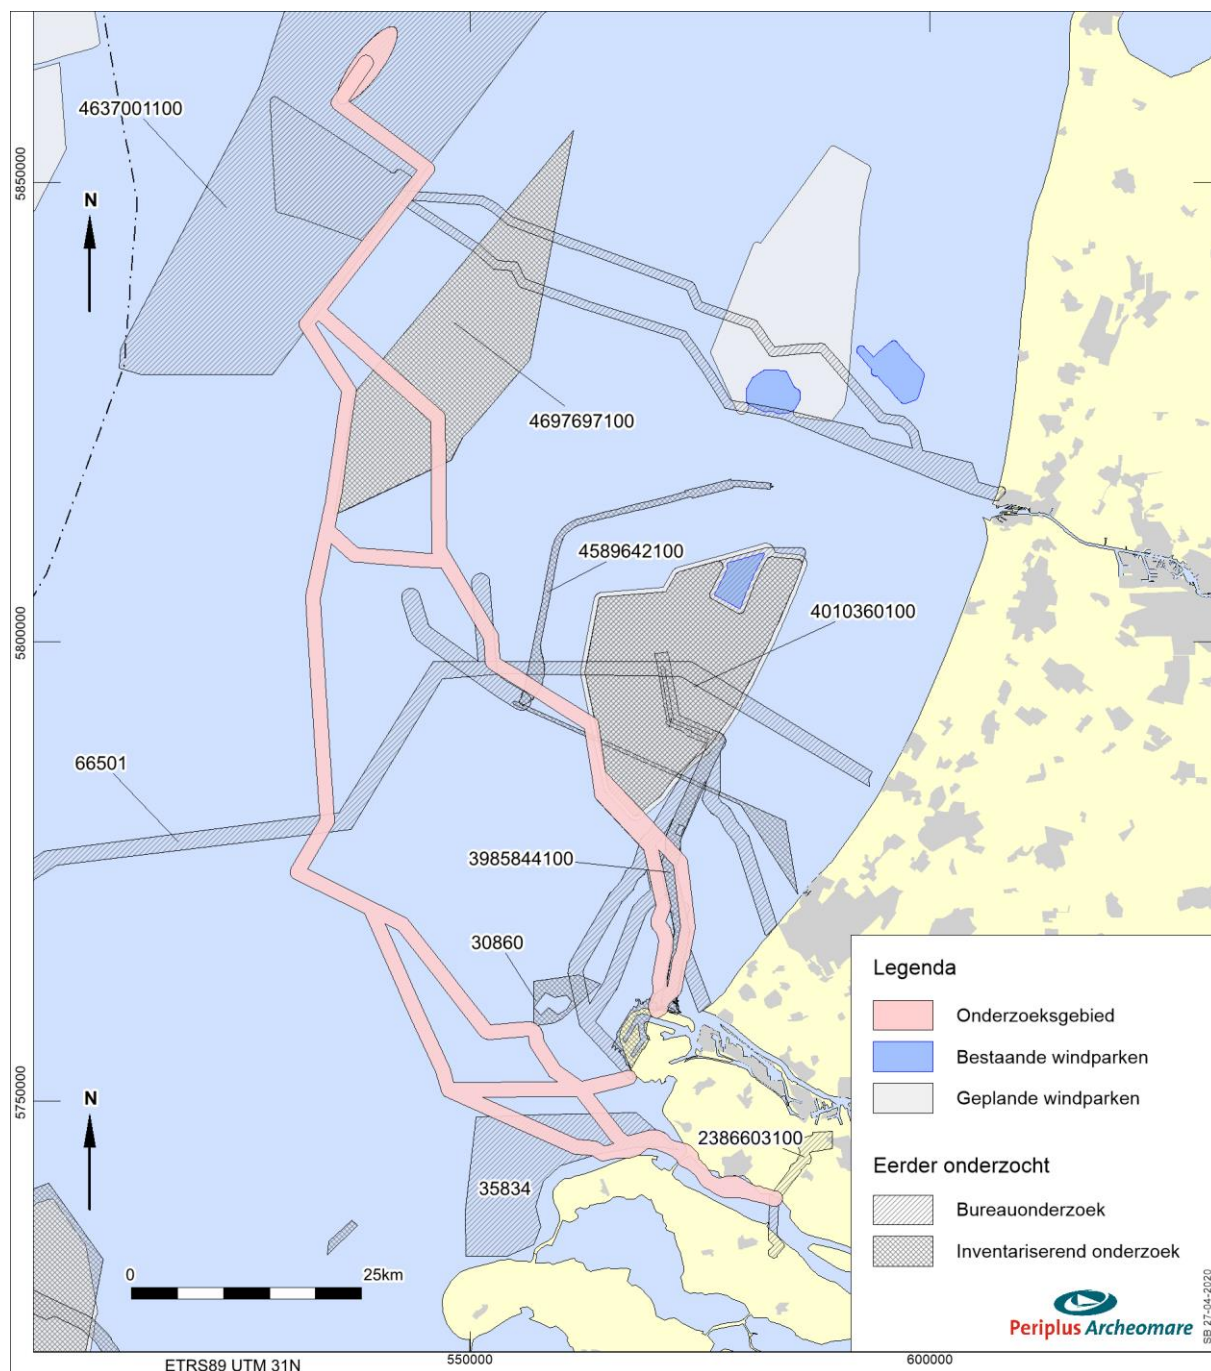 4637001100
5850000
N
4697697100
4589642100
4010360100
5800000
66501
3985844100
30860
Legenda
Onderzoeksgebied
Bestaande windparken
Geplande windparken
5750000
N
2386603100
Eerder onderzocht
35834
Bureauonderzoek
Inventariserend onderzoek
0 25km
Periplus Archeomare
SB 27-04-2020
ETRS89 UTM 31N
550000
600000